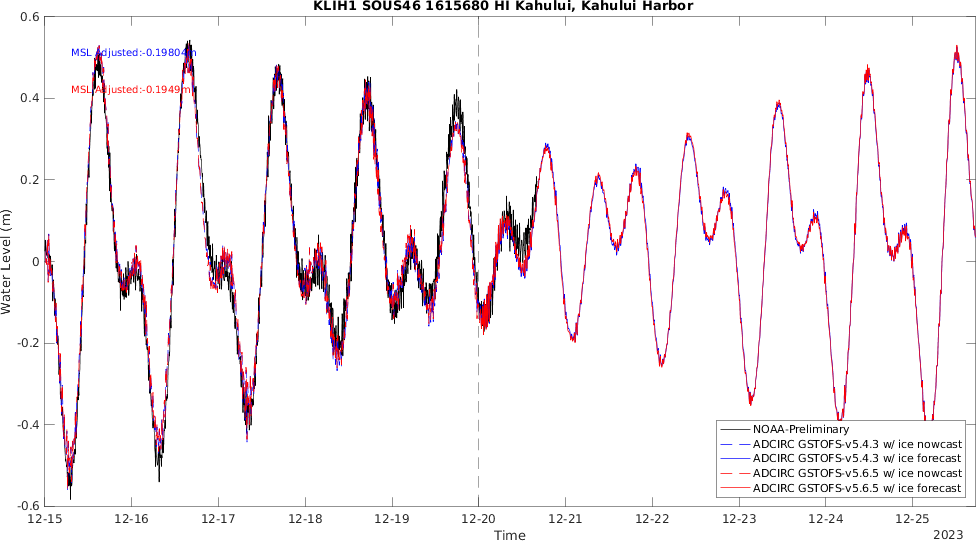 KLIH1 SOUS46 1615680 HI Kahului, Kahului Harbor
0.6
MSL Adjusted:-0.19804m
MSL Adjusted:-0.1949m
0.4
0.2
0
-0.2
-0.4
-0.6
Water Level (m)
NOAA-Preliminary
ADCIRC GSTOFS-v5.4.3 w/ ice nowcast
ADCIRC GSTOFS-v5.4.3 w/ ice forecast
ADCIRC GSTOFS-v5.6.5 w/ ice nowcast
ADCIRC GSTOFS-v5.6.5 w/ ice forecast
12-15 12-16 12-17 12-18 12-19 12-20 12-21 12-22 12-23 12-24 12-25
Time
2023